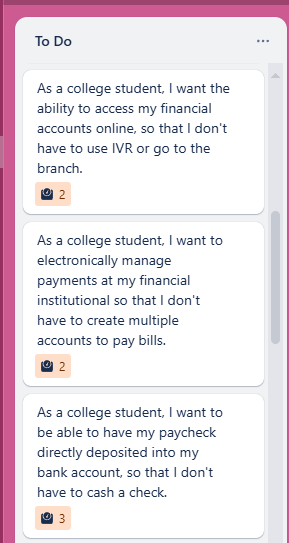 To Do
As a college student, I want the
ability to access my financial
accounts online, so that I don't
have to use IVR or go to the
branch.
2
As a college student, I want to
electronically manage
payments at my financial
institutional so that I don't
have to create multiple
accounts to pay bills.
2
As a college student, I want to
be able to have my paycheck
directly deposited into my
bank account, so that I don't
have to cash a check.
3